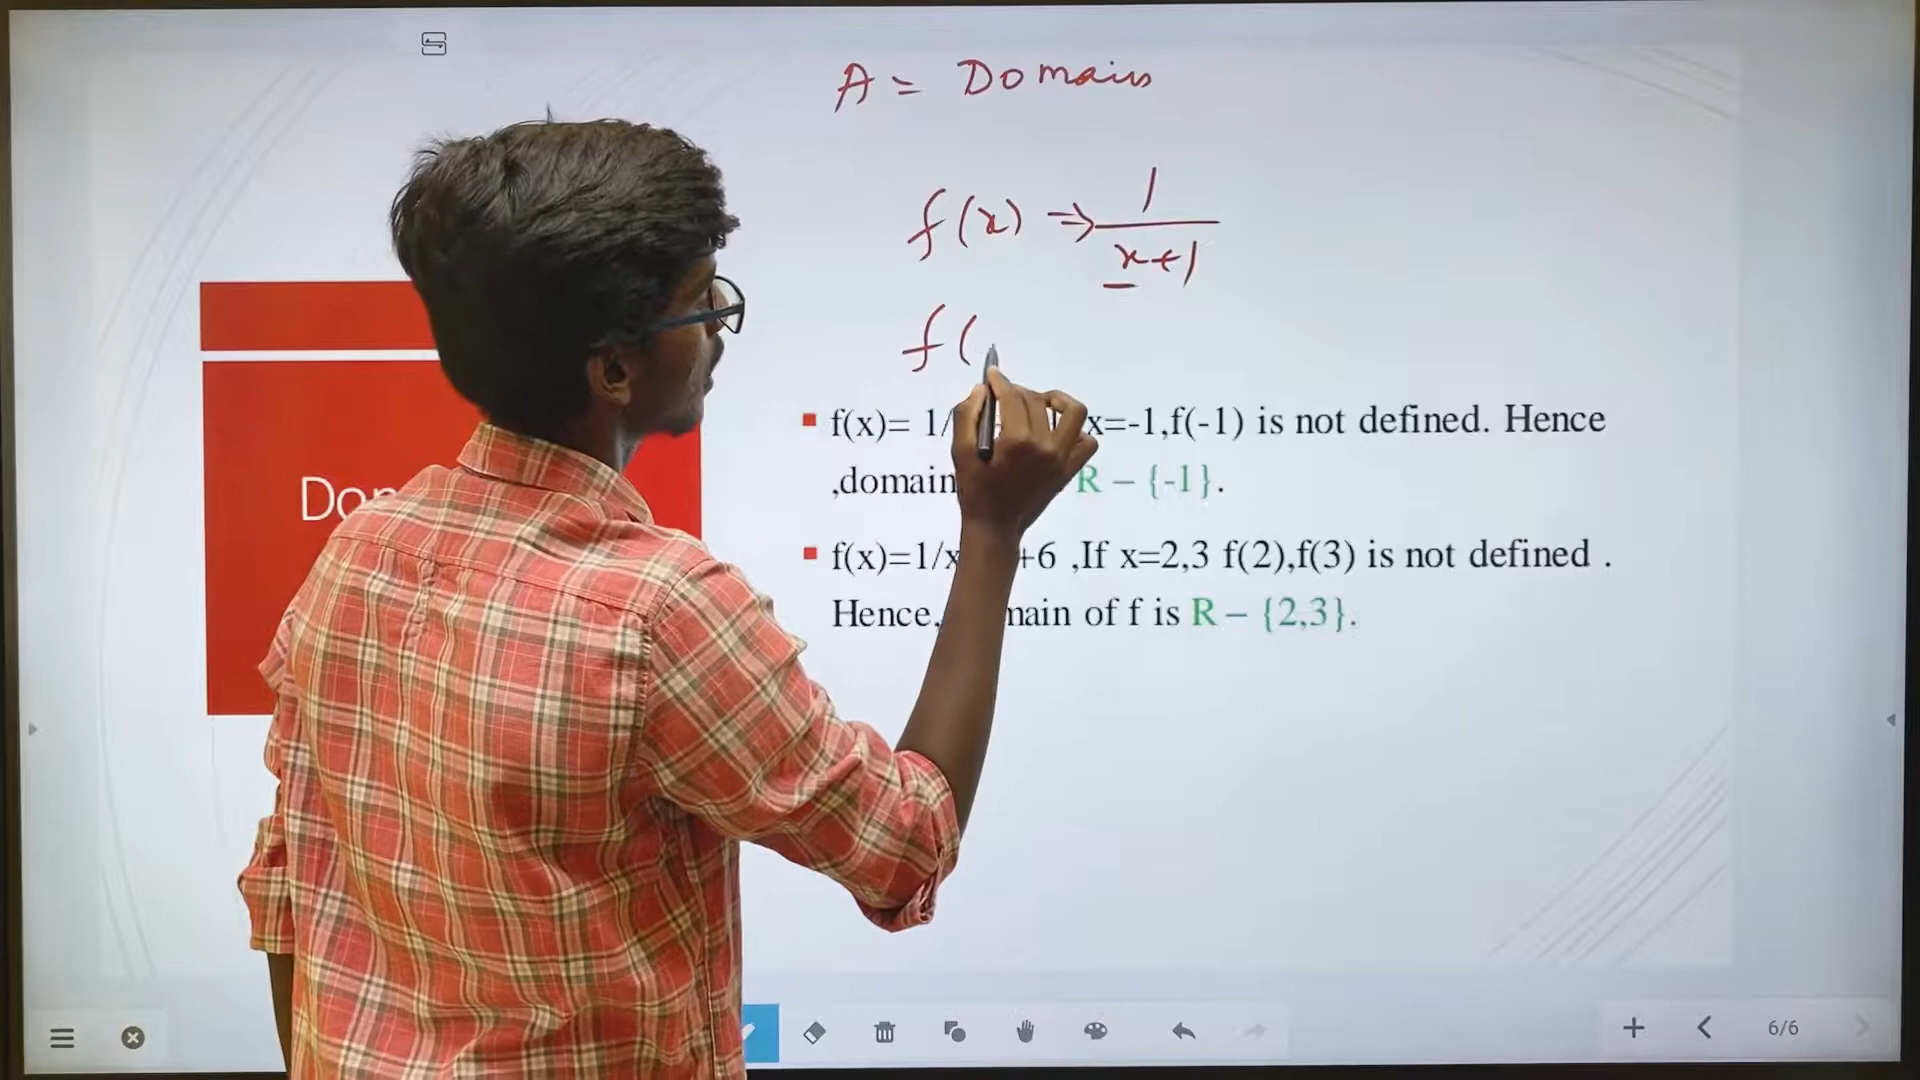 A = Domain
f(x) ⇒ 1
x+1
f(
f(x)= 1/ x=-1,f(-1) is not defined. Hence
,domain R – {-1}.
f(x)=1/x +6 ,If x=2,3 f(2),f(3) is not defined .
Hence, main of f is R – {2,3}.
Do
6/6